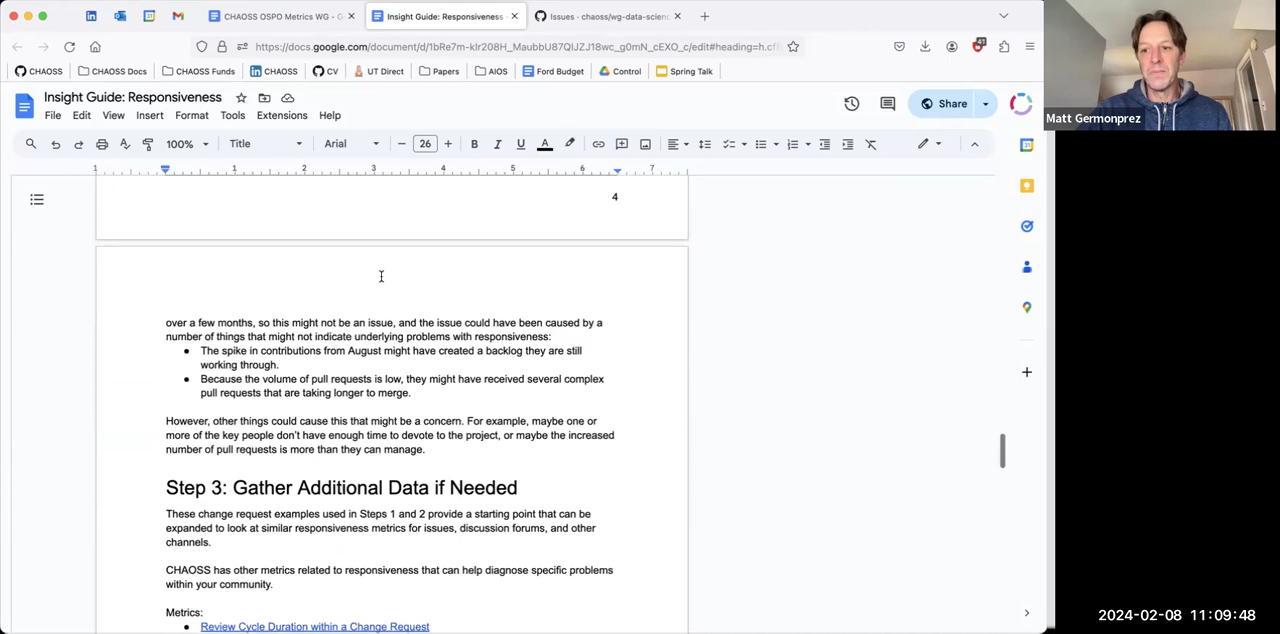 CHAOSS OSPO Metrics WG - G
Insight Guide: Responsiveness
Issues · chaoss/wg-data-scienc
https://docs.google.com/document/d/1bRe7m-kIr208H_MaubbU87QIJZJ18wc_g0mN_cEXO_c/edit#heading=h.cf
41
CHAOSS
CHAOSS Docs
CHAOSS Funds
CHAOSS
CV
UT Direct
Papers
AIOS
Ford Budget
Control
Spring Talk
Insight Guide: Responsiveness
File Edit View Insert Format Tools Extensions Help
Share
100% Title Arial 26
1 1 2 3 4 5 6 7
4
over a few months, so this might not be an issue, and the issue could have been caused by a
number of things that might not indicate underlying problems with responsiveness:
● The spike in contributions from August might have created a backlog they are still
working through.
● Because the volume of pull requests is low, they might have received several complex
pull requests that are taking longer to merge.
However, other things could cause this that might be a concern. For example, maybe one or
more of the key people don't have enough time to devote to the project, or maybe the increased
number of pull requests is more than they can manage.
Step 3: Gather Additional Data if Needed
These change request examples used in Steps 1 and 2 provide a starting point that can be
expanded to look at similar responsiveness metrics for issues, discussion forums, and other
channels.
CHAOSS has other metrics related to responsiveness that can help diagnose specific problems
within your community.
Metrics:
● Review Cycle Duration within a Change Request
Matt Germonprez
2024-02-08 11:09:48